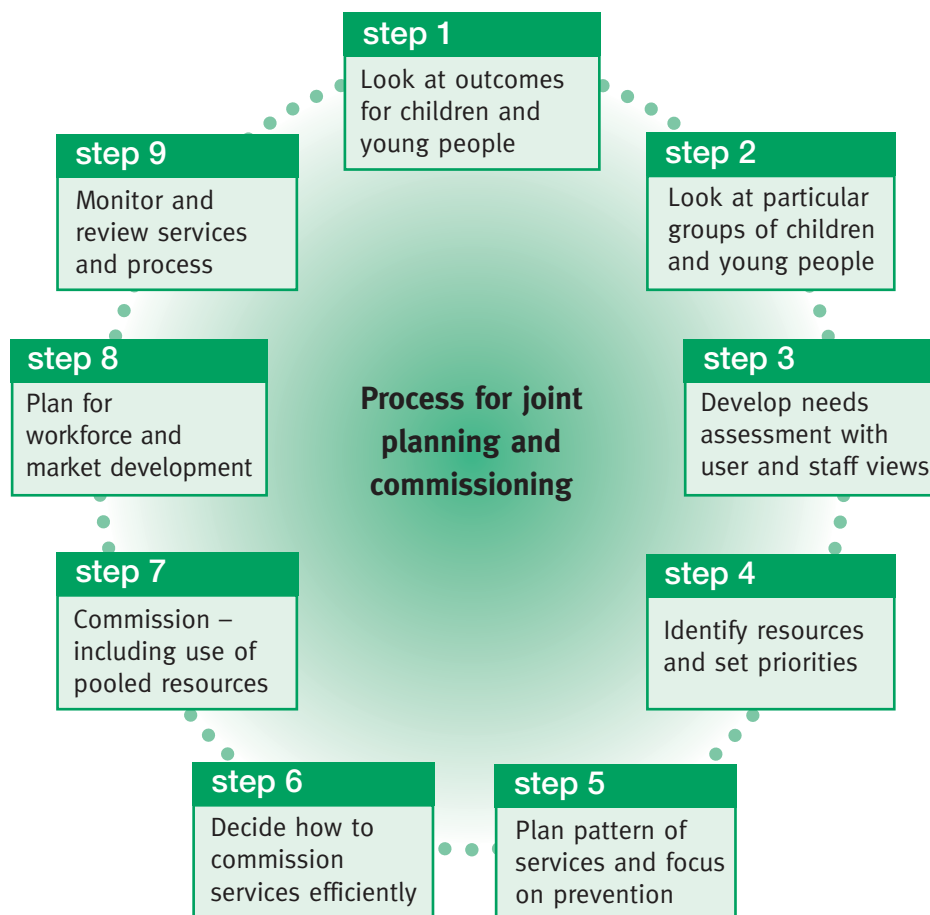 step 1
Look at outcomes
for children and
young people
step 2
Look at particular
groups of children
and young people
step 3
Develop needs
assessment with
user and staff views
step 4
Identify resources
and set priorities
step 5
Plan pattern of
services and focus
on prevention
step 6
Decide how to
commission
services efficiently
step 7
Commission –
including use of
pooled resources
step 8
Plan for
workforce and
market development
step 9
Monitor and
review services
and process
Process for joint
planning and
commissioning